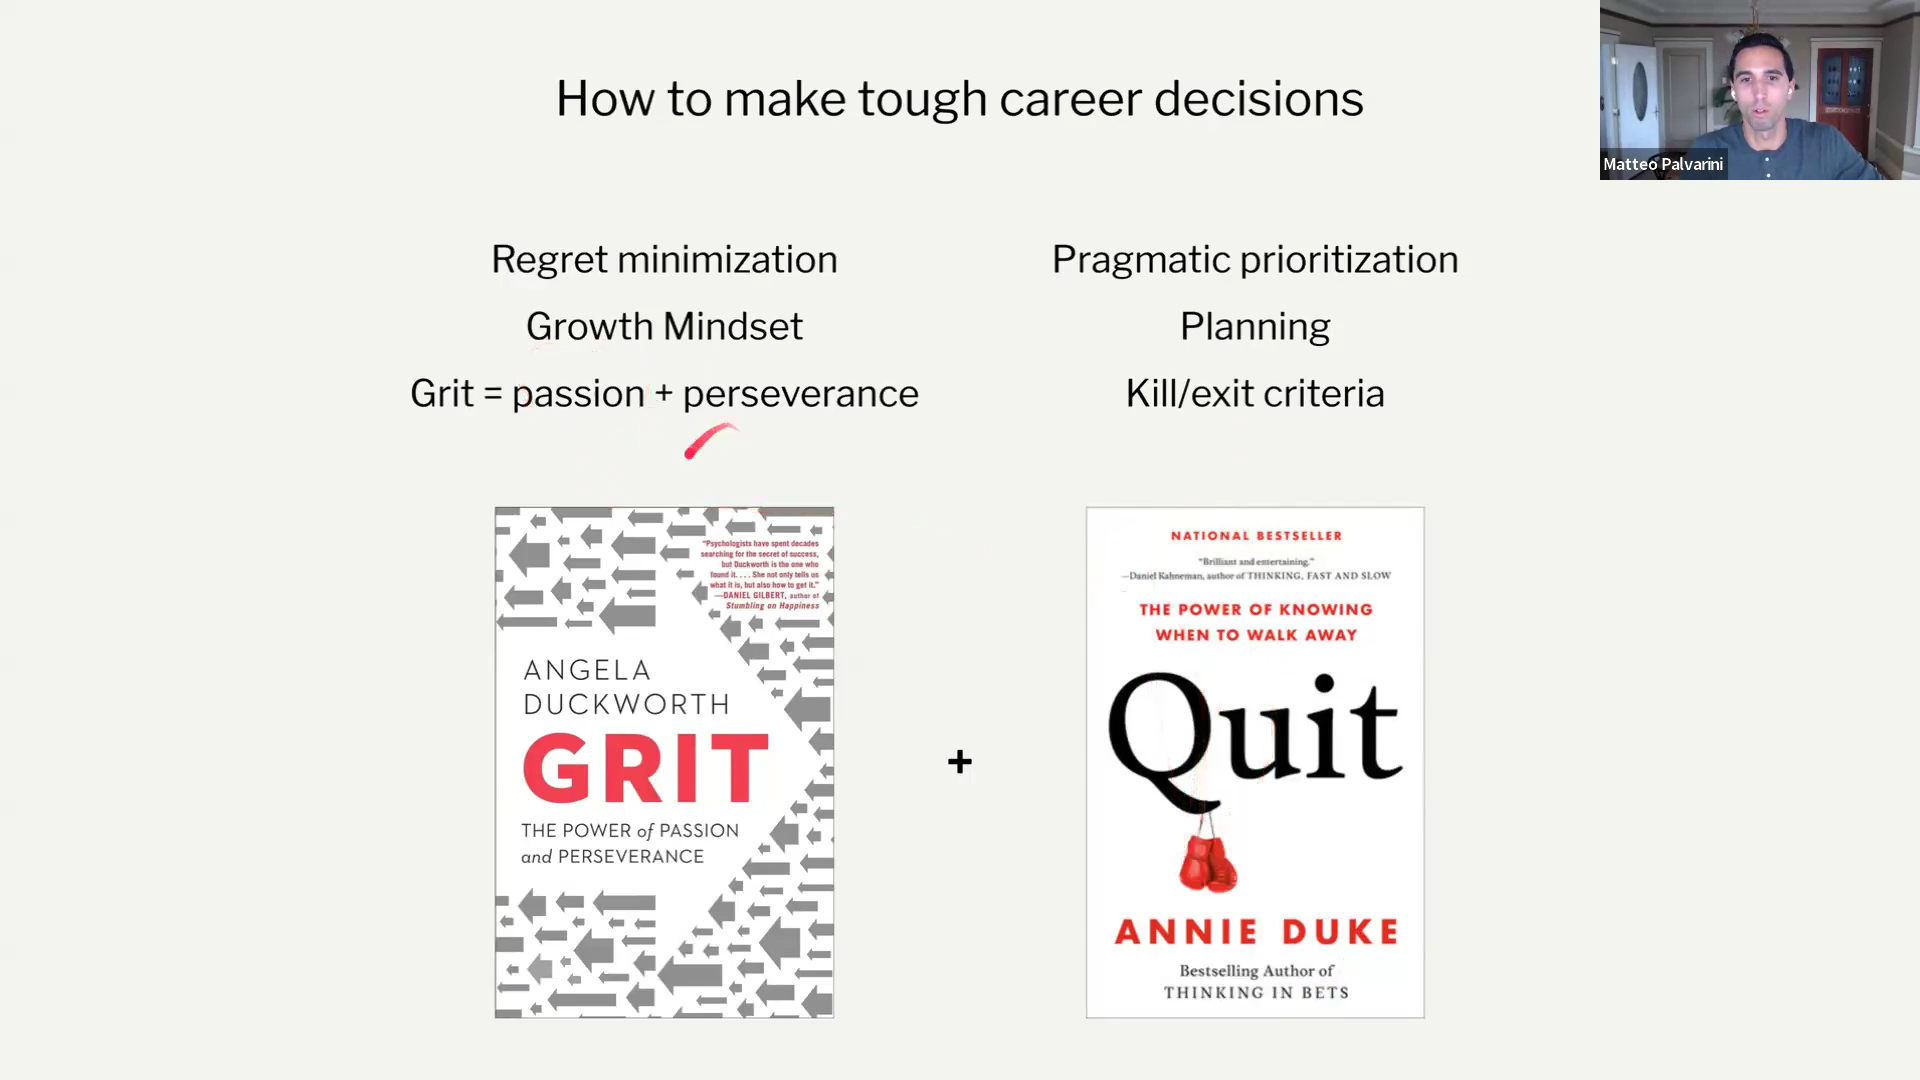 How to make tough career decisions
Matteo Palvarini
Regret minimization
Growth Mindset
Grit = passion + perseverance
Pragmatic prioritization
Planning
Kill/exit criteria
"Psychologists have spent decades
searching for the secret of success,
but Duckworth is the one who
found it. . . . She not only tells us
what it is, but also how to get it."
—DANIEL GILBERT, author of
Stumbling on Happiness
ANGELA
DUCKWORTH
GRIT
THE POWER of PASSION
and PERSEVERANCE
+
NATIONAL BESTSELLER
"Brilliant and entertaining."
—Daniel Kahneman, author of THINKING, FAST AND SLOW
THE POWER OF KNOWING
WHEN TO WALK AWAY
Quit
ANNIE DUKE
Bestselling Author of
THINKING IN BETS